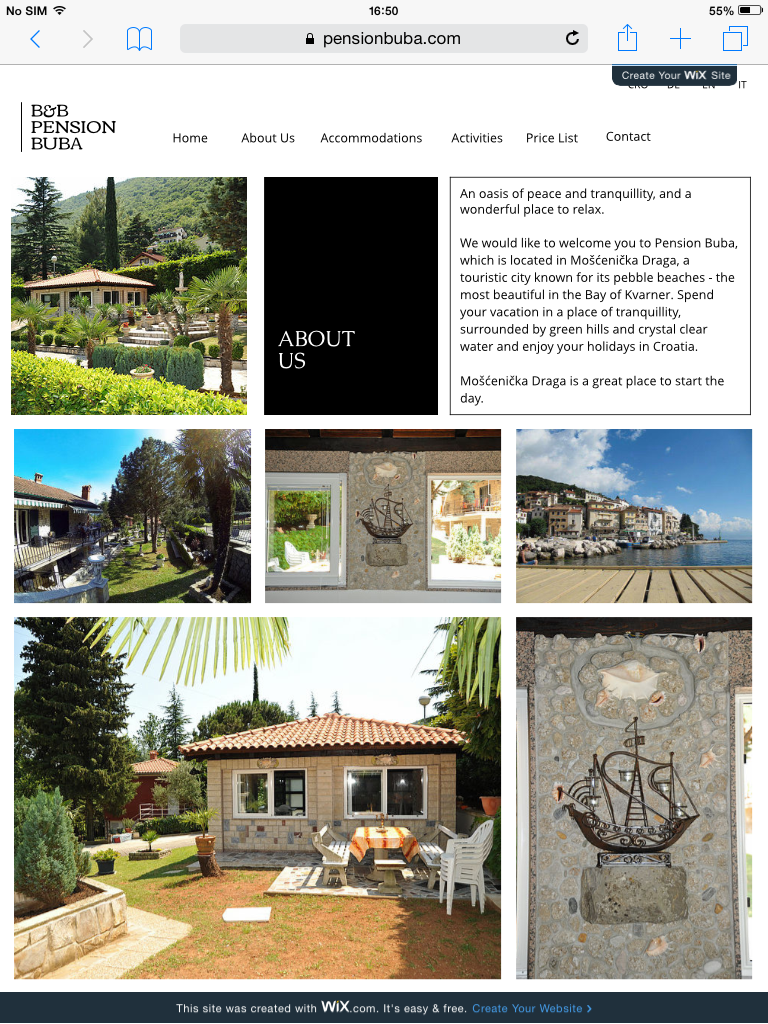 No SIM 16:50 55%
pensionbuba.com
Create Your WiX Site
CRO DE EN IT
B&B
PENSION
BUBA
Home About Us Accommodations Activities Price List Contact
An oasis of peace and tranquillity, and a
wonderful place to relax.
We would like to welcome you to Pension Buba,
which is located in Mošćenička Draga, a
touristic city known for its pebble beaches - the
most beautiful in the Bay of Kvarner. Spend
your vacation in a place of tranquillity,
surrounded by green hills and crystal clear
water and enjoy your holidays in Croatia.
Mošćenička Draga is a great place to start the
day.
ABOUT
US
This site was created with WiX.com. It's easy & free. Create Your Website >